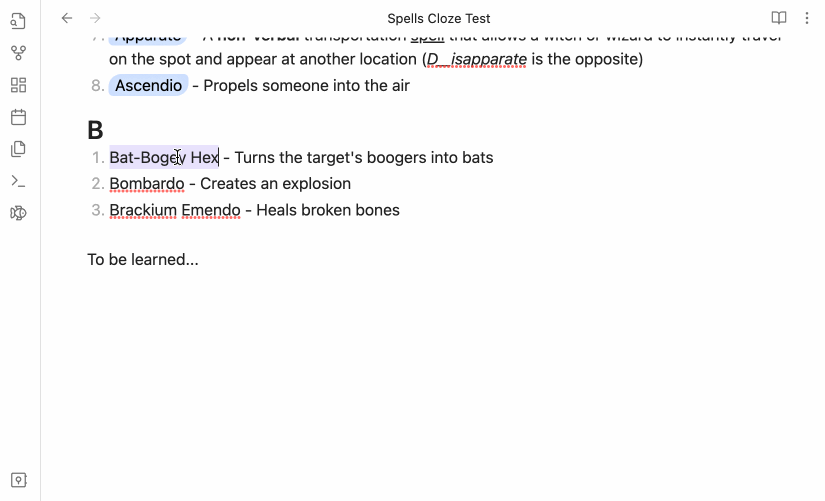 Spells Cloze Test
7. Apparate - A non-verbal transportation spell that allows a witch or wizard to instantly travel
on the spot and appear at another location (D__isapparate is the opposite)
8. Ascendio - Propels someone into the air
B
1. Bat-Bogey Hex - Turns the target's boogers into bats
2. Bombardo - Creates an explosion
3. Brackium Emendo - Heals broken bones
To be learned...